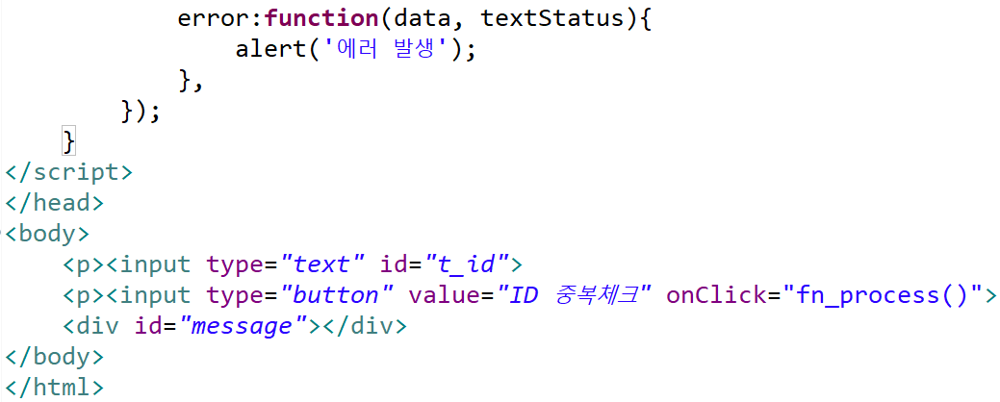 error:function(data, textStatus){
alert('에러 발생');
},
});
}
</script>
</head>
<body>
<p><input type="text" id="t_id">
<p><input type="button" value="ID 중복체크" onClick="fn_process()">
<div id="message"></div>
</body>
</html>